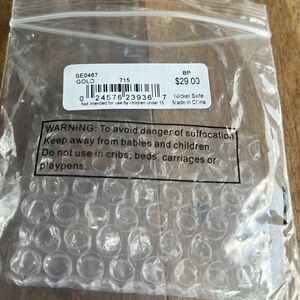 SE0467 BP
GOLD 715 $29.00
0 24576 23936 7 Nickel Safe
Not intended for use by children under 15 Made in China
WARNING: To avoid danger of suffocation
Keep away from babies and children.
Do not use in cribs, beds, carriages or
playpens.